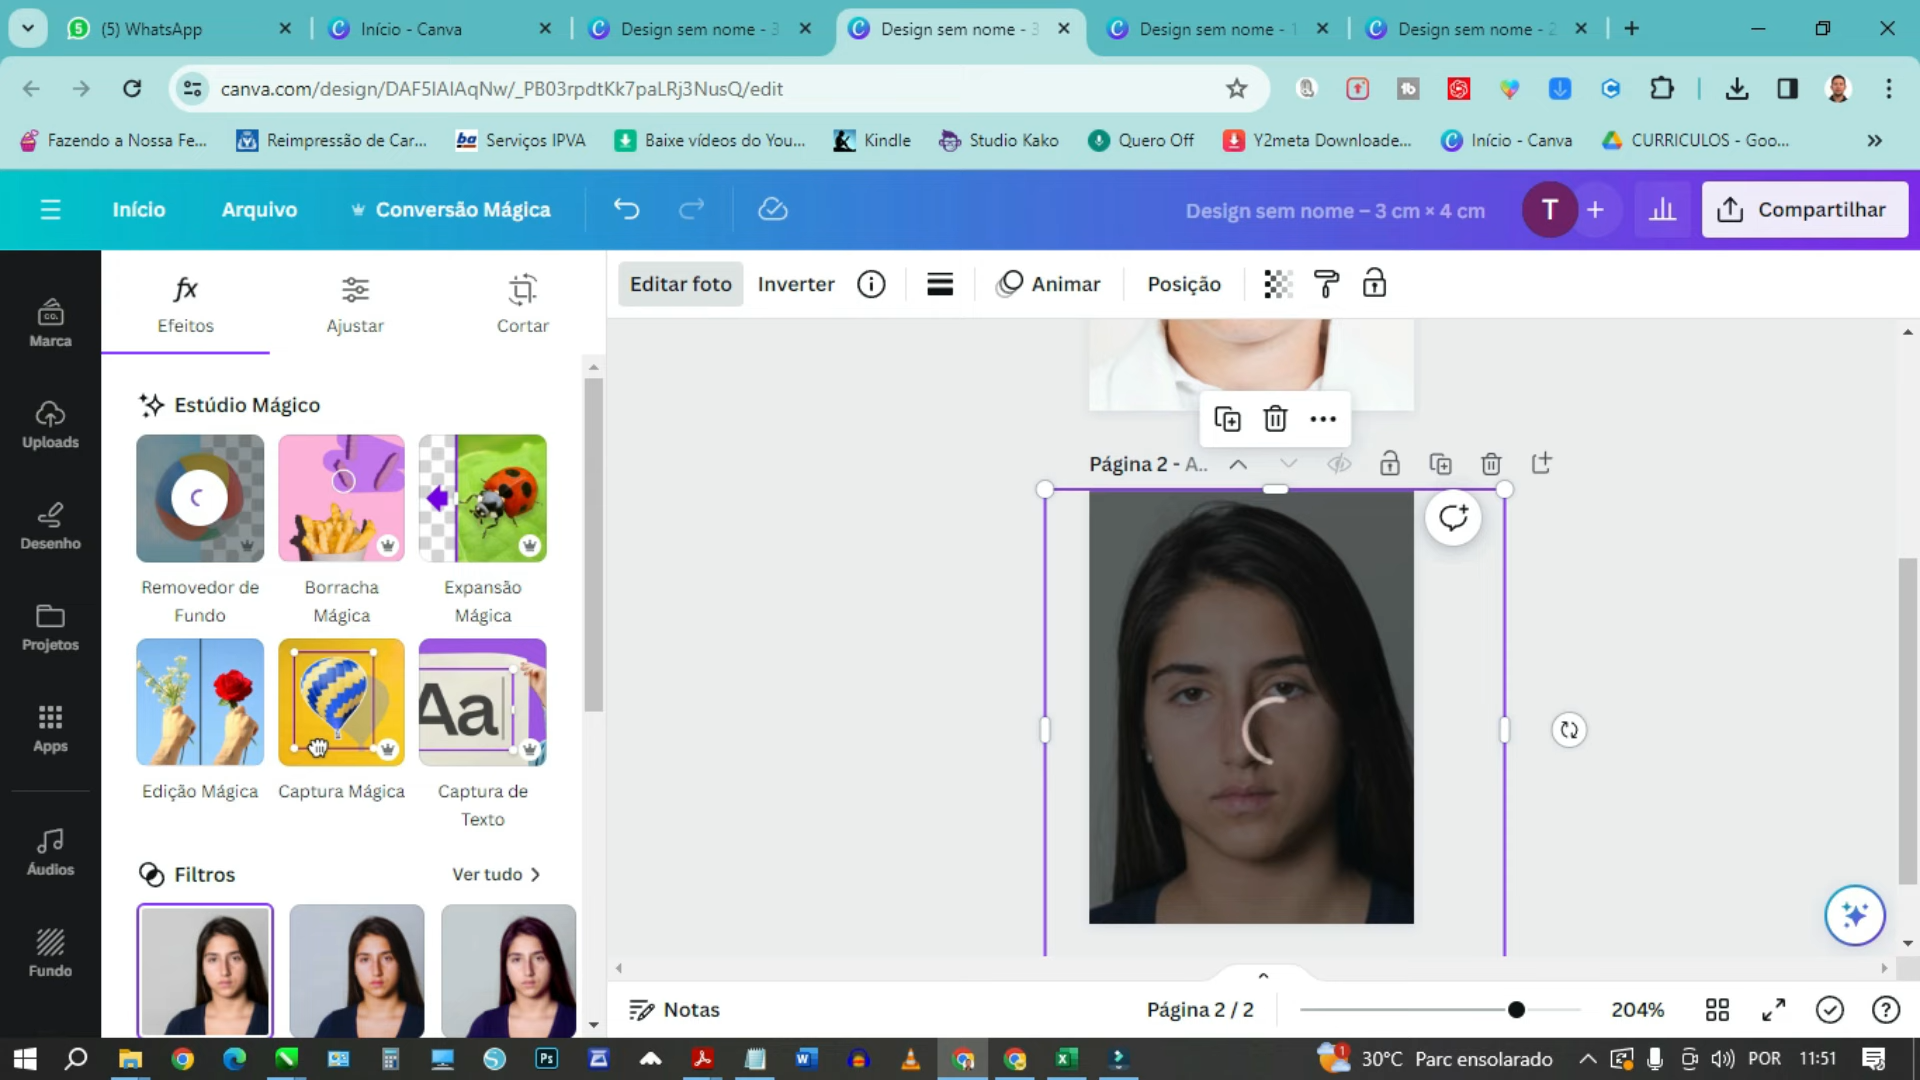 (5) WhatsApp
Início - Canva
Design sem nome - 3
Design sem nome - 3
Design sem nome - 1
Design sem nome - 2
canva.com/design/DAF5IAIAqNw/_PB03rpdtKk7paLRj3NusQ/edit
Fazendo a Nossa Fe...
Reimpressão de Car...
ba Serviços IPVA
Baixe vídeos do You...
Kindle
Studio Kako
Quero Off
Y2meta Downloade...
Início - Canva
CURRICULOS - Goo...
Início
Arquivo
Conversão Mágica
Design sem nome – 3 cm × 4 cm
T
Compartilhar
Marca
Uploads
Desenho
Projetos
Apps
Áudios
Fundo
Efeitos
Ajustar
Cortar
Editar foto
Inverter
Animar
Posição
Estúdio Mágico
Removedor de
Fundo
Borracha
Mágica
Expansão
Mágica
Edição Mágica
Captura Mágica
Aa
Captura de
Texto
Filtros
Ver tudo
Página 2 - A..
Notas
Página 2 / 2
204%
30°C Parc ensolarado
POR
11:51